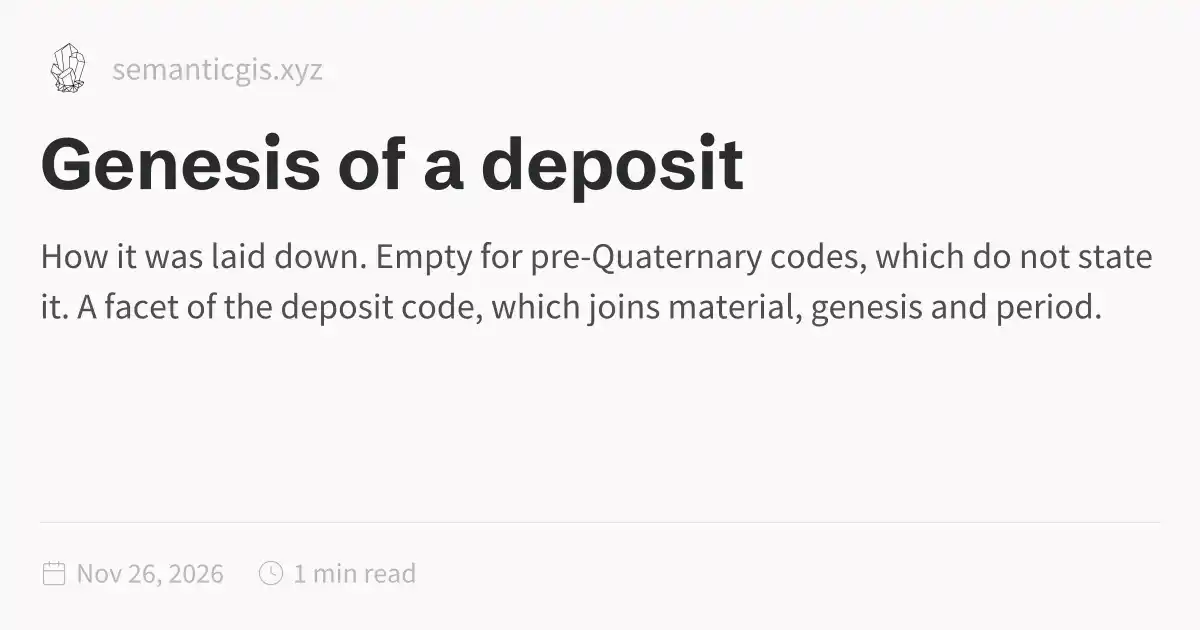 semanticgis.xyz
Genesis of a deposit
How it was laid down. Empty for pre-Quaternary codes, which do not state
it. A facet of the deposit code, which joins material, genesis and period.
Nov 26, 2026 1 min read